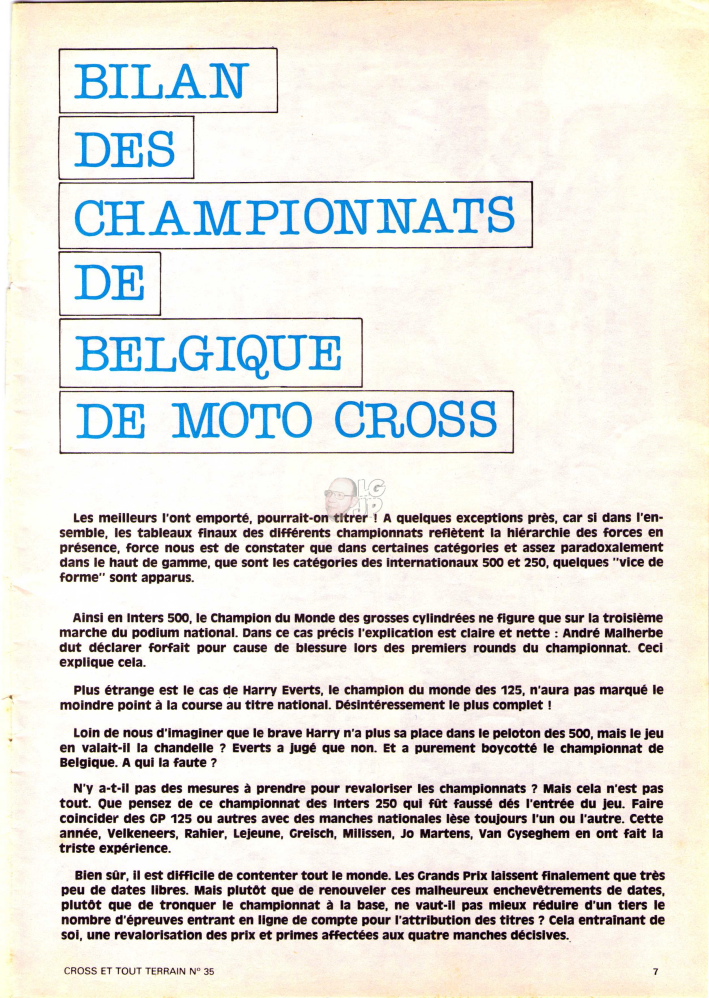 BILAN
DES
CHAMPIONNATS
DE
BELGIQUE
DE MOTO CROSS
LG
JP
Les meilleurs l'ont emporté, pourrait-on titrer ! A quelques exceptions près, car si dans l'en-
semble, les tableaux finaux des différents championnats reflètent la hiérarchie des forces en
présence, force nous est de constater que dans certaines catégories et assez paradoxalement
dans le haut de gamme, que sont les catégories des internationaux 500 et 250, quelques "vice de
forme" sont apparus.
Ainsi en Inters 500, le Champion du Monde des grosses cylindrées ne figure que sur la troisième
marche du podium national. Dans ce cas précis l'explication est claire et nette : André Malherbe
dut déclarer forfait pour cause de blessure lors des premiers rounds du championnat. Ceci
explique cela.
Plus étrange est le cas de Harry Everts, le champion du monde des 125, n'aura pas marqué le
moindre point à la course au titre national. Désintéressement le plus complet !
Loin de nous d'imaginer que le brave Harry n'a plus sa place dans le peloton des 500, mais le jeu
en valait-il la chandelle ? Everts a jugé que non. Et a purement boycotté le championnat de
Belgique. A qui la faute ?
N'y a-t-il pas des mesures à prendre pour revaloriser les championnats ? Mais cela n'est pas
tout. Que pensez de ce championnat des Inters 250 qui fût faussé dés l'entrée du jeu. Faire
coincider des GP 125 ou autres avec des manches nationales lèse toujours l'un ou l'autre. Cette
année, Velkeneers, Rahier, Lejeune, Greisch, Milissen, Jo Martens, Van Gyseghem en ont fait la
triste expérience.
Bien sûr, il est difficile de contenter tout le monde. Les Grands Prix laissent finalement que très
peu de dates libres. Mais plutôt que de renouveler ces malheureux enchevêtrements de dates,
plutôt que de tronquer le championnat à la base, ne vaut-il pas mieux réduire d'un tiers le
nombre d'épreuves entrant en ligne de compte pour l'attribution des titres ? Cela entraînant de
soi, une revalorisation des prix et primes affectées aux quatre manches décisives.
CROSS ET TOUT TERRAIN N° 35
7